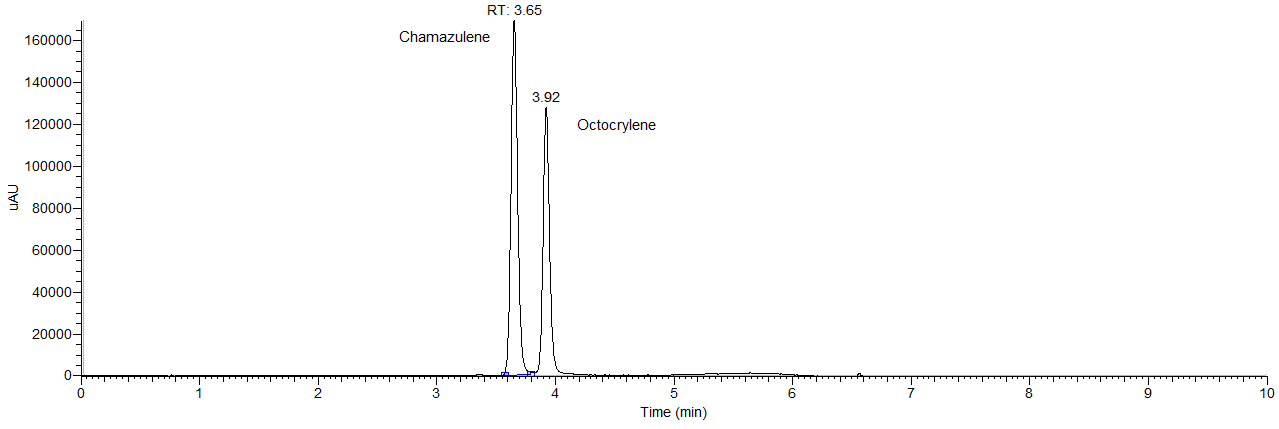 RT: 3.65
Chamazulene
3.92
Octocrylene
160000
140000
120000
100000
80000
60000
40000
20000
0
uAU
0 1 2 3 4 5 6 7 8 9 10
Time (min)